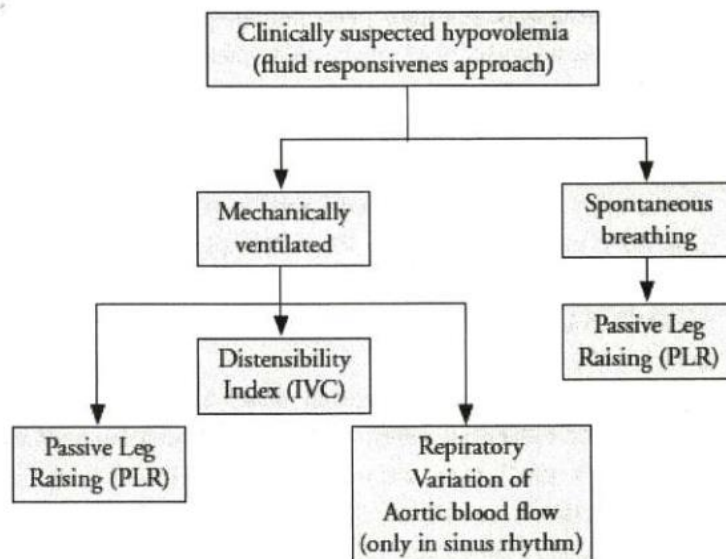 Clinically suspected hypovolemia
(fluid responsivenes approach)
Mechanically
ventilated
Spontaneous
breathing
Passive Leg
Raising (PLR)
Distensibility
Index (IVC)
Passive Leg
Raising (PLR)
Repiratory
Variation of
Aortic blood flow
(only in sinus rhythm)